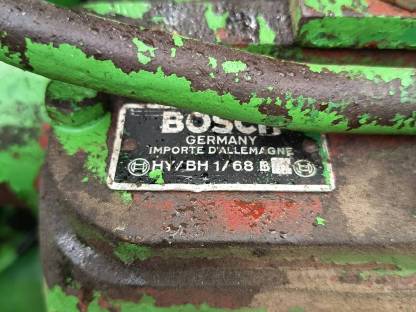 BOSCH
GERMANY
IMPORTE D'ALLEMAGNE
HY/BH 1/68 B